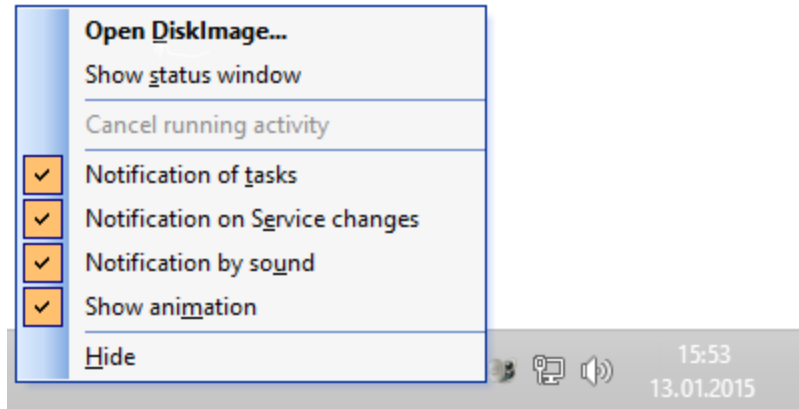 Open DiskImage...
Show status window
Cancel running activity
Notification of tasks
Notification on Service changes
Notification by sound
Show animation
Hide
15:53
13.01.2015